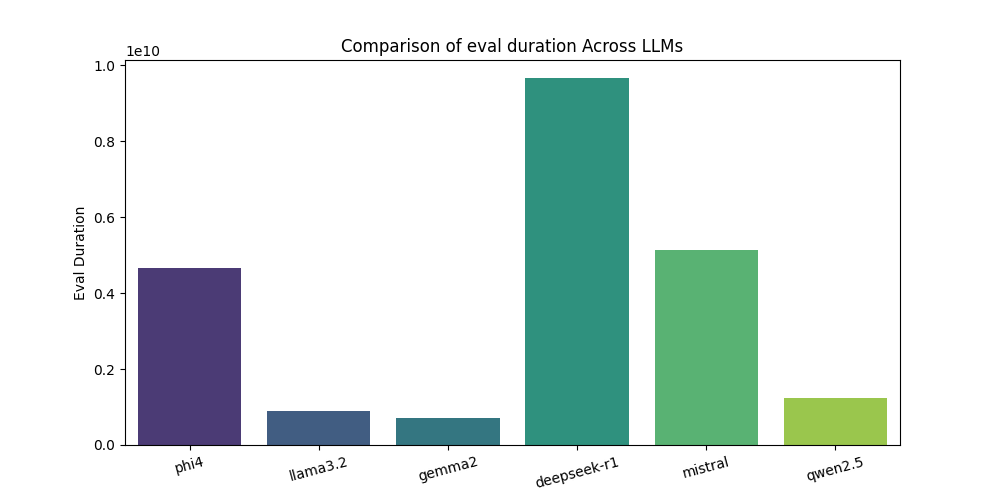 Comparison of eval duration Across LLMs
1e10
1.0
0.8
0.6
0.4
0.2
0.0
Eval Duration
phi4
llama3.2
gemma2
deepseek-r1
mistral
qwen2.5